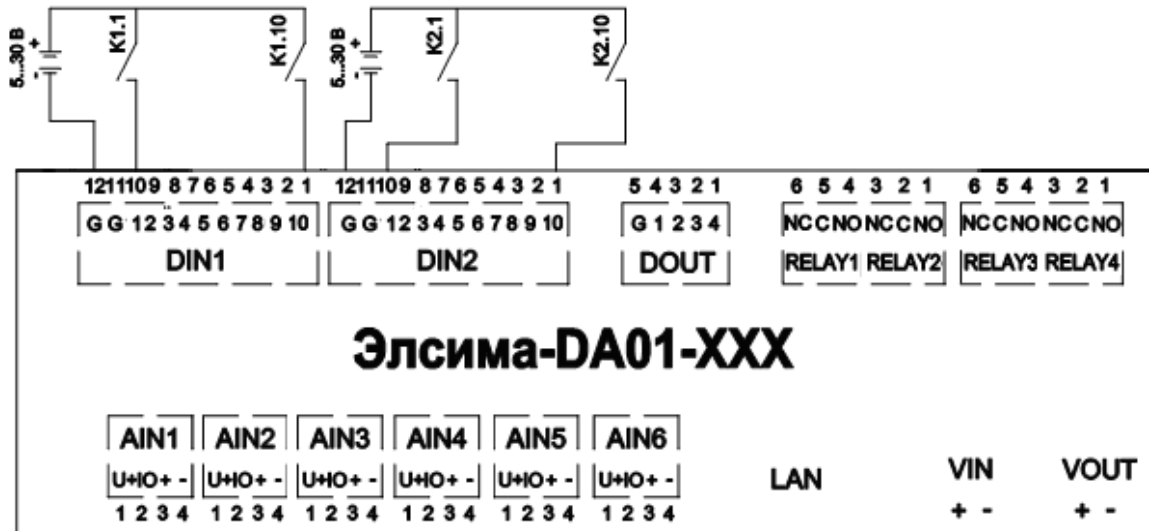 5...30 В + - K1.1 K1.10 5...30 В + - K2.1 K2.10
12 11 10 9 8 7 6 5 4 3 2 1 12 11 10 9 8 7 6 5 4 3 2 1 5 4 3 2 1 6 5 4 3 2 1 6 5 4 3 2 1
G G 1 2 3 4 5 6 7 8 9 10 G G 1 2 3 4 5 6 7 8 9 10 G 1 2 3 4 NC C NO NC C NO NC C NO NC C NO
DIN1 DIN2 DOUT RELAY1 RELAY2 RELAY3 RELAY4
Элсима-DA01-XXX
AIN1 AIN2 AIN3 AIN4 AIN5 AIN6
LAN VIN VOUT
U+IO+ - U+IO+ - U+IO+ - U+IO+ - U+IO+ - U+IO+ -
1 2 3 4 1 2 3 4 1 2 3 4 1 2 3 4 1 2 3 4 1 2 3 4 + - + -